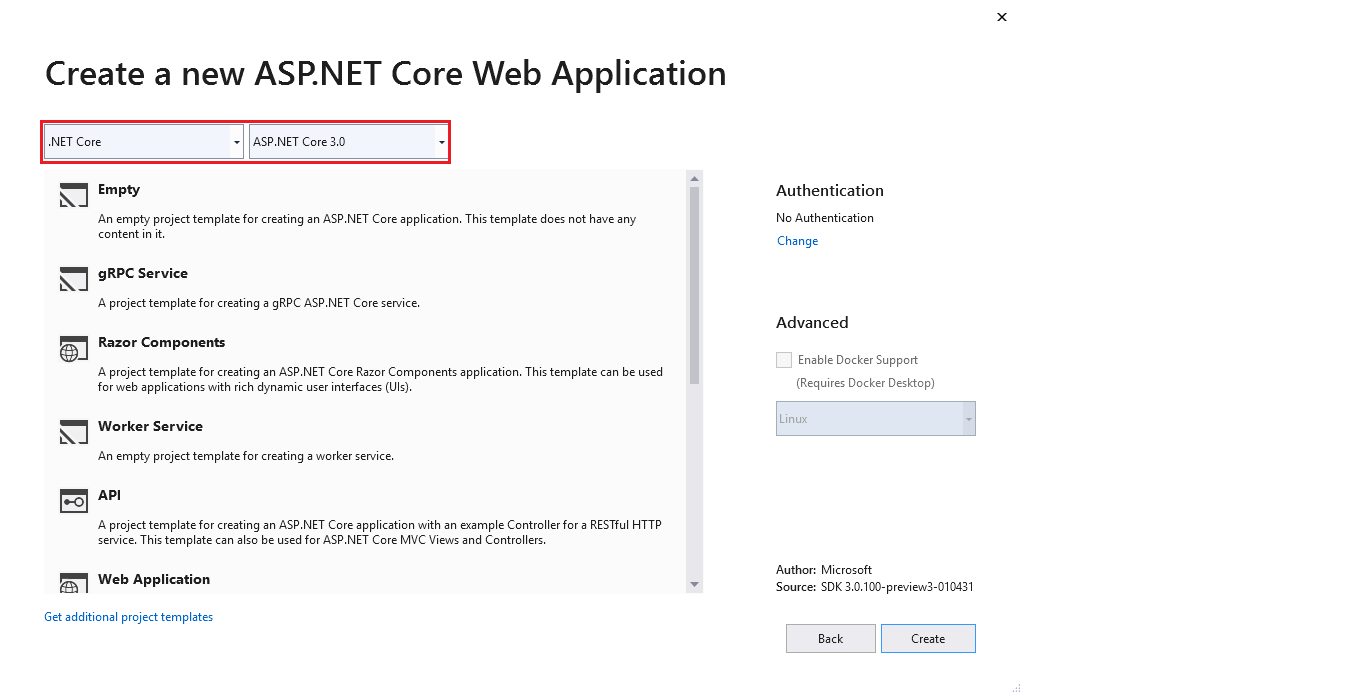 Create a new ASP.NET Core Web Application
.NET Core
ASP.NET Core 3.0
Empty
An empty project template for creating an ASP.NET Core application. This template does not have any
content in it.
gRPC Service
A project template for creating a gRPC ASP.NET Core service.
Razor Components
A project template for creating an ASP.NET Core Razor Components application. This template can be used
for web applications with rich dynamic user interfaces (UIs).
Worker Service
An empty project template for creating a worker service.
API
A project template for creating an ASP.NET Core application with an example Controller for a RESTful HTTP
service. This template can also be used for ASP.NET Core MVC Views and Controllers.
Web Application
Get additional project templates
Authentication
No Authentication
Change
Advanced
Enable Docker Support
(Requires Docker Desktop)
Linux
Author: Microsoft
Source: SDK 3.0.100-preview3-010431
Back
Create